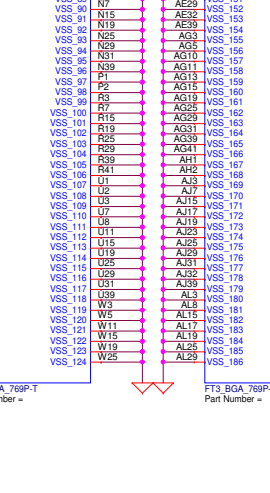 N7 AE29 VSS_152
VSS_91 N15 AE32 VSS_153
VSS_92 N19 AE39 VSS_154
VSS_93 N25 AG3 VSS_155
VSS_94 N29 AG5 VSS_156
VSS_95 N31 AG10 VSS_157
VSS_96 N39 AG11 VSS_158
VSS_97 P1 AG13 VSS_159
VSS_98 P2 AG15 VSS_160
VSS_99 R3 AG19 VSS_161
VSS_100 R7 AG25 VSS_162
VSS_101 R15 AG29 VSS_163
VSS_102 R19 AG31 VSS_164
VSS_103 R25 AG39 VSS_165
VSS_104 R29 AG41 VSS_166
VSS_105 R39 AH1 VSS_167
VSS_106 R41 AH2 VSS_168
VSS_107 U1 AJ3 VSS_169
VSS_108 U2 AJ7 VSS_170
VSS_109 U3 AJ15 VSS_171
VSS_110 U7 AJ17 VSS_172
VSS_111 U8 AJ19 VSS_173
VSS_112 U11 AJ23 VSS_174
VSS_113 U15 AJ25 VSS_175
VSS_114 U19 AJ29 VSS_176
VSS_115 U25 AJ31 VSS_177
VSS_116 U29 AJ32 VSS_178
VSS_117 U31 AJ39 VSS_179
VSS_118 U39 AL3 VSS_180
VSS_119 W3 AL8 VSS_181
VSS_120 W5 AL15 VSS_182
VSS_121 W11 AL17 VSS_183
VSS_122 W15 AL19 VSS_184
VSS_123 W19 AL25 VSS_185
VSS_124 W25 AL29 VSS_186
GA_769P-T FT3_BGA_769P-
mber = Part Number =